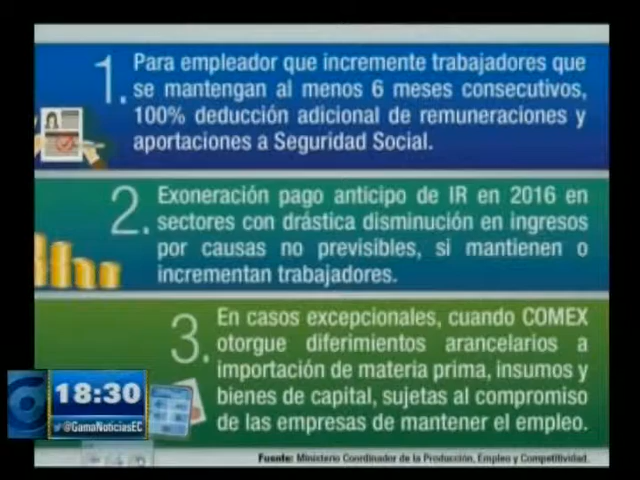 1. Para empleador que incremente trabajadores que
se mantengan al menos 6 meses consecutivos,
100% deducción adicional de remuneraciones y
aportaciones a Seguridad Social.
2. Exoneración pago anticipo de IR en 2016 en
sectores con drástica disminución en ingresos
por causas no previsibles, si mantienen o
incrementan trabajadores.
3. En casos excepcionales, cuando COMEX
otorgue diferimientos arancelarios a
importación de materia prima, insumos y
bienes de capital, sujetas al compromiso
de las empresas de mantener el empleo.
18:30
@GamaNoticiasEC
Fuente: Ministerio Coordinador de la Producción, Empleo y Competitividad.